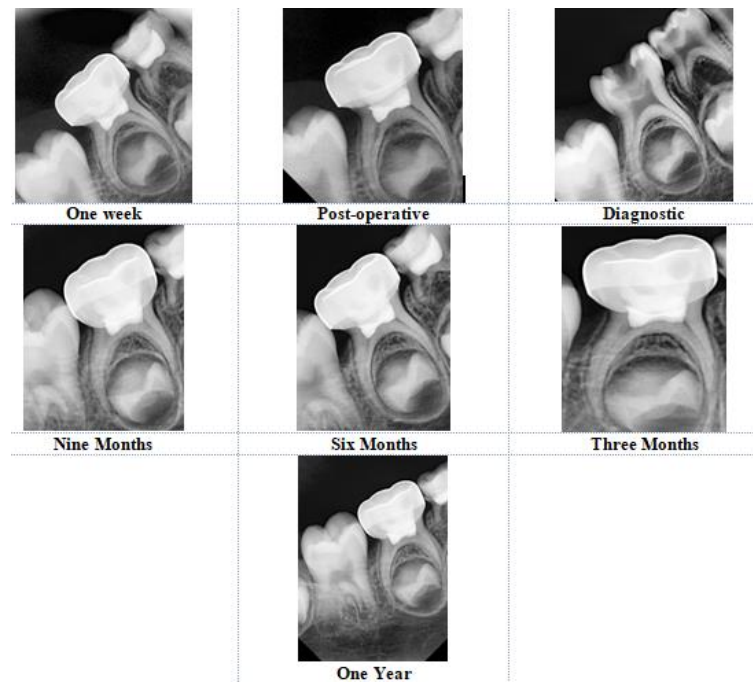 One week
Post-operative
Diagnostic
Nine Months
Six Months
Three Months
One Year